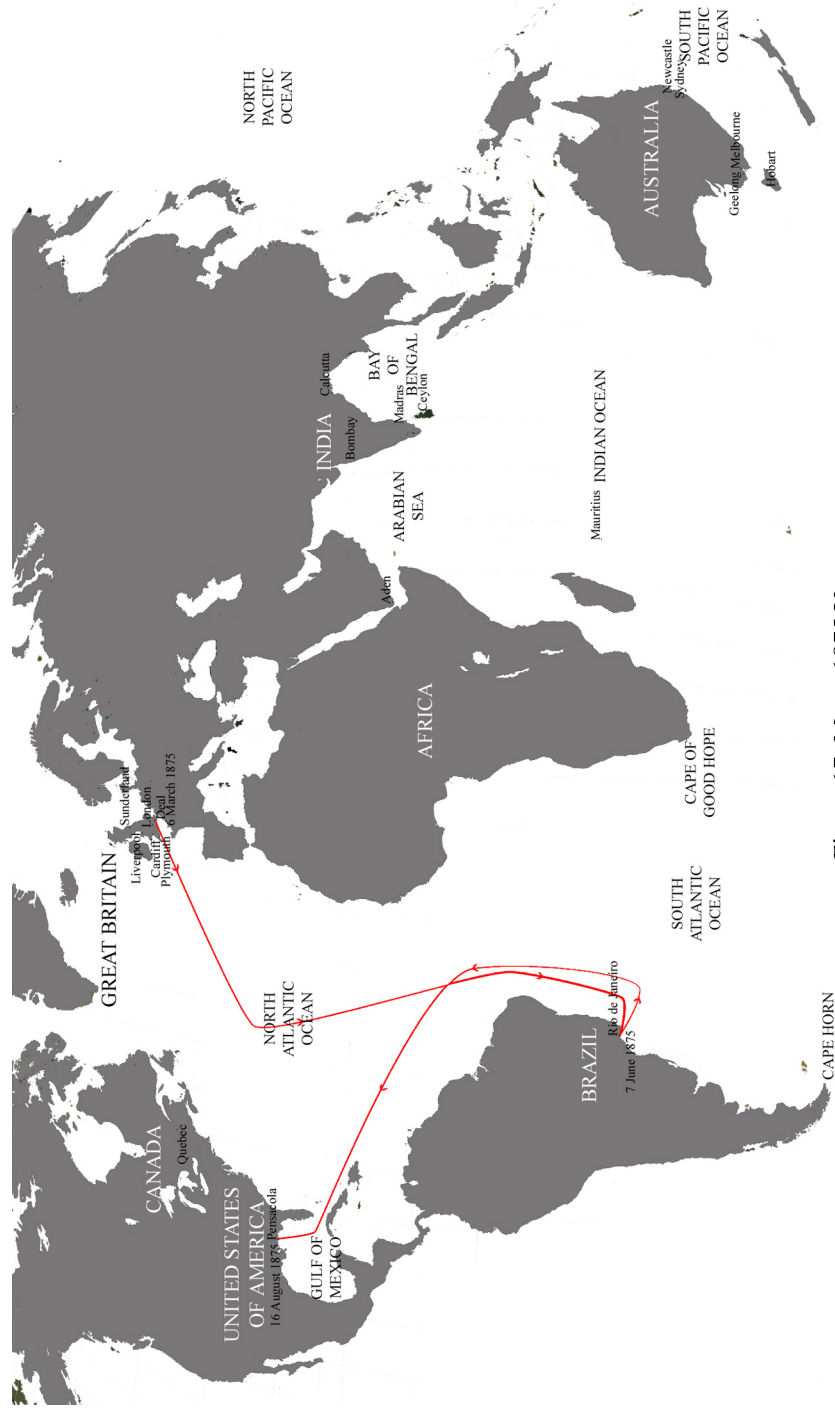 GREAT BRITAIN
Sunderland
Liverpool
London
Cardiff
Deal
Plymouth
6 March 1875
CANADA
Quebec
UNITED STATES
OF AMERICA
16 August 1875
Pensacola
GULF OF
MEXICO
NORTH
ATLANTIC
OCEAN
NORTH
PACIFIC
OCEAN
INDIA
Calcutta
Bombay
BAY
OF
BENGAL
Madras
Ceylon
ARABIAN
SEA
Aden
AFRICA
BRAZIL
Rio de Janeiro
7 June 1875
Mauritius
INDIAN OCEAN
AUSTRALIA
Newcastle
Sydney
SOUTH
PACIFIC
OCEAN
Geelong
Melbourne
Hobart
SOUTH
ATLANTIC
OCEAN
CAPE OF
GOOD HOPE
CAPE HORN